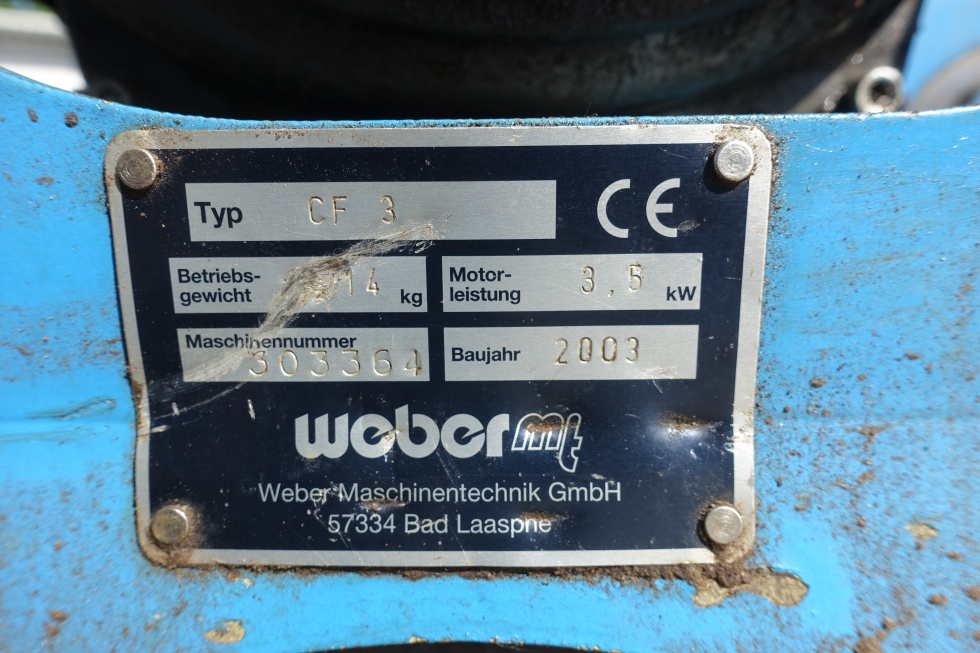 Typ CF 3 CE
Betriebs-
gewicht kg
Motor-
leistung 3,5 kW
Maschinennummer
303364
Baujahr 2003
weber mt
Weber Maschinentechnik GmbH
57334 Bad Laasphe